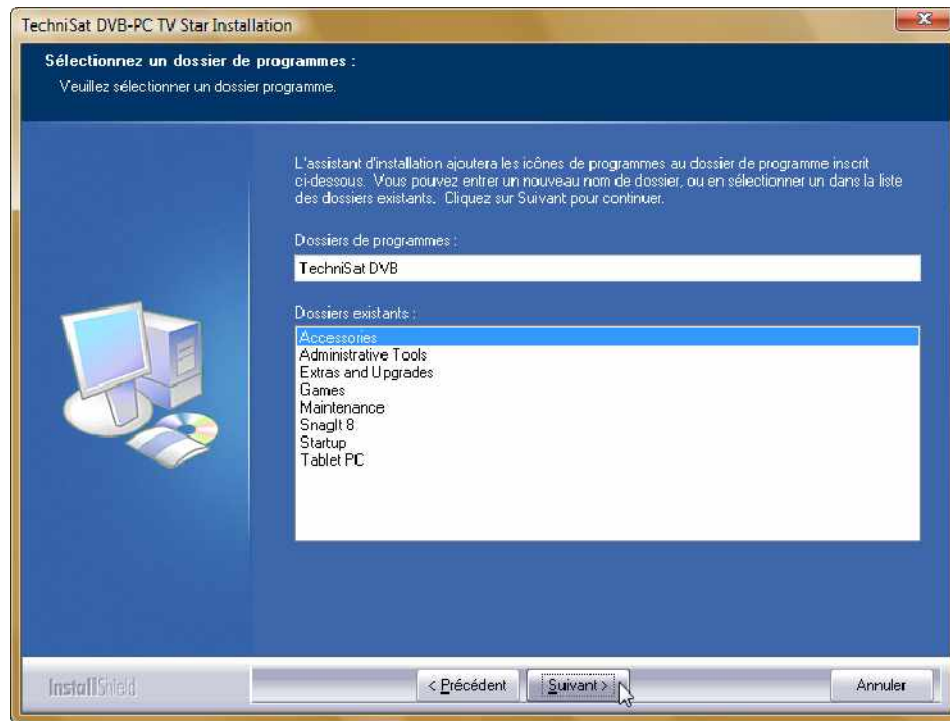 TechniSat DVB-PC TV Star Installation
Sélectionnez un dossier de programmes :
Veuillez sélectionner un dossier programme.
L'assistant d'installation ajoutera les icônes de programmes au dossier de programme inscrit
ci-dessous. Vous pouvez entrer un nouveau nom de dossier, ou en sélectionner un dans la liste
des dossiers existants. Cliquez sur Suivant pour continuer.
Dossiers de programmes :
TechniSat DVB
Dossiers existants :
Accessories
Administrative Tools
Extras and Upgrades
Games
Maintenance
SnagIt 8
Startup
Tablet PC
InstallShield
< Précédent
Suivant >
Annuler